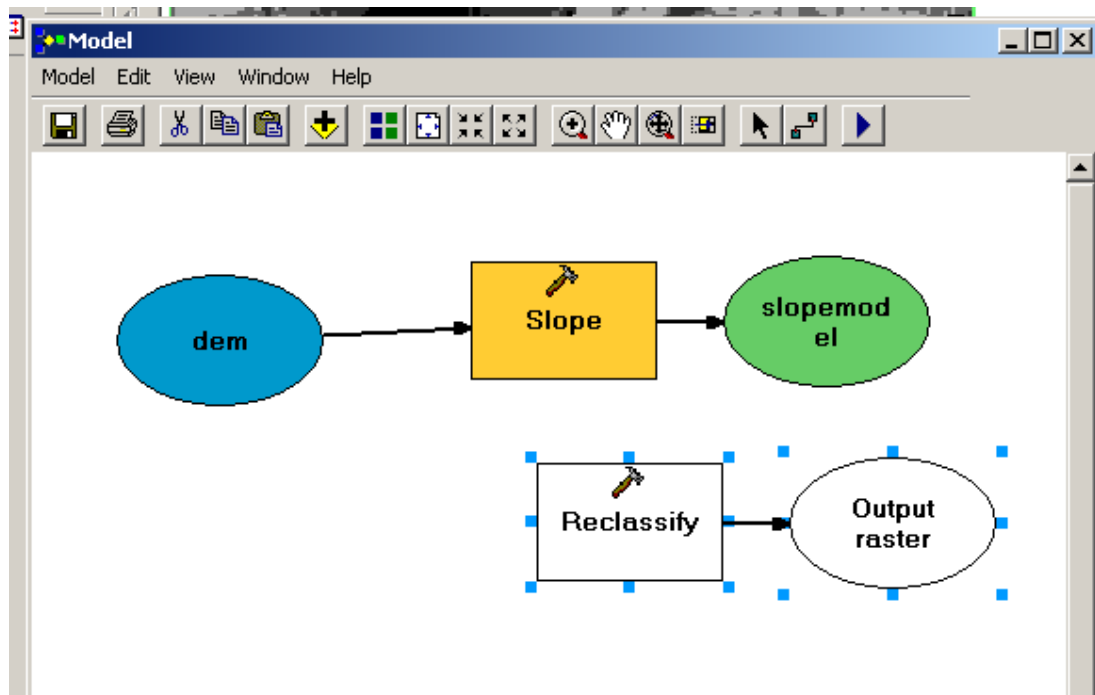 Model
Model Edit View Window Help
dem
Slope
slopemod
el
Reclassify
Output
raster